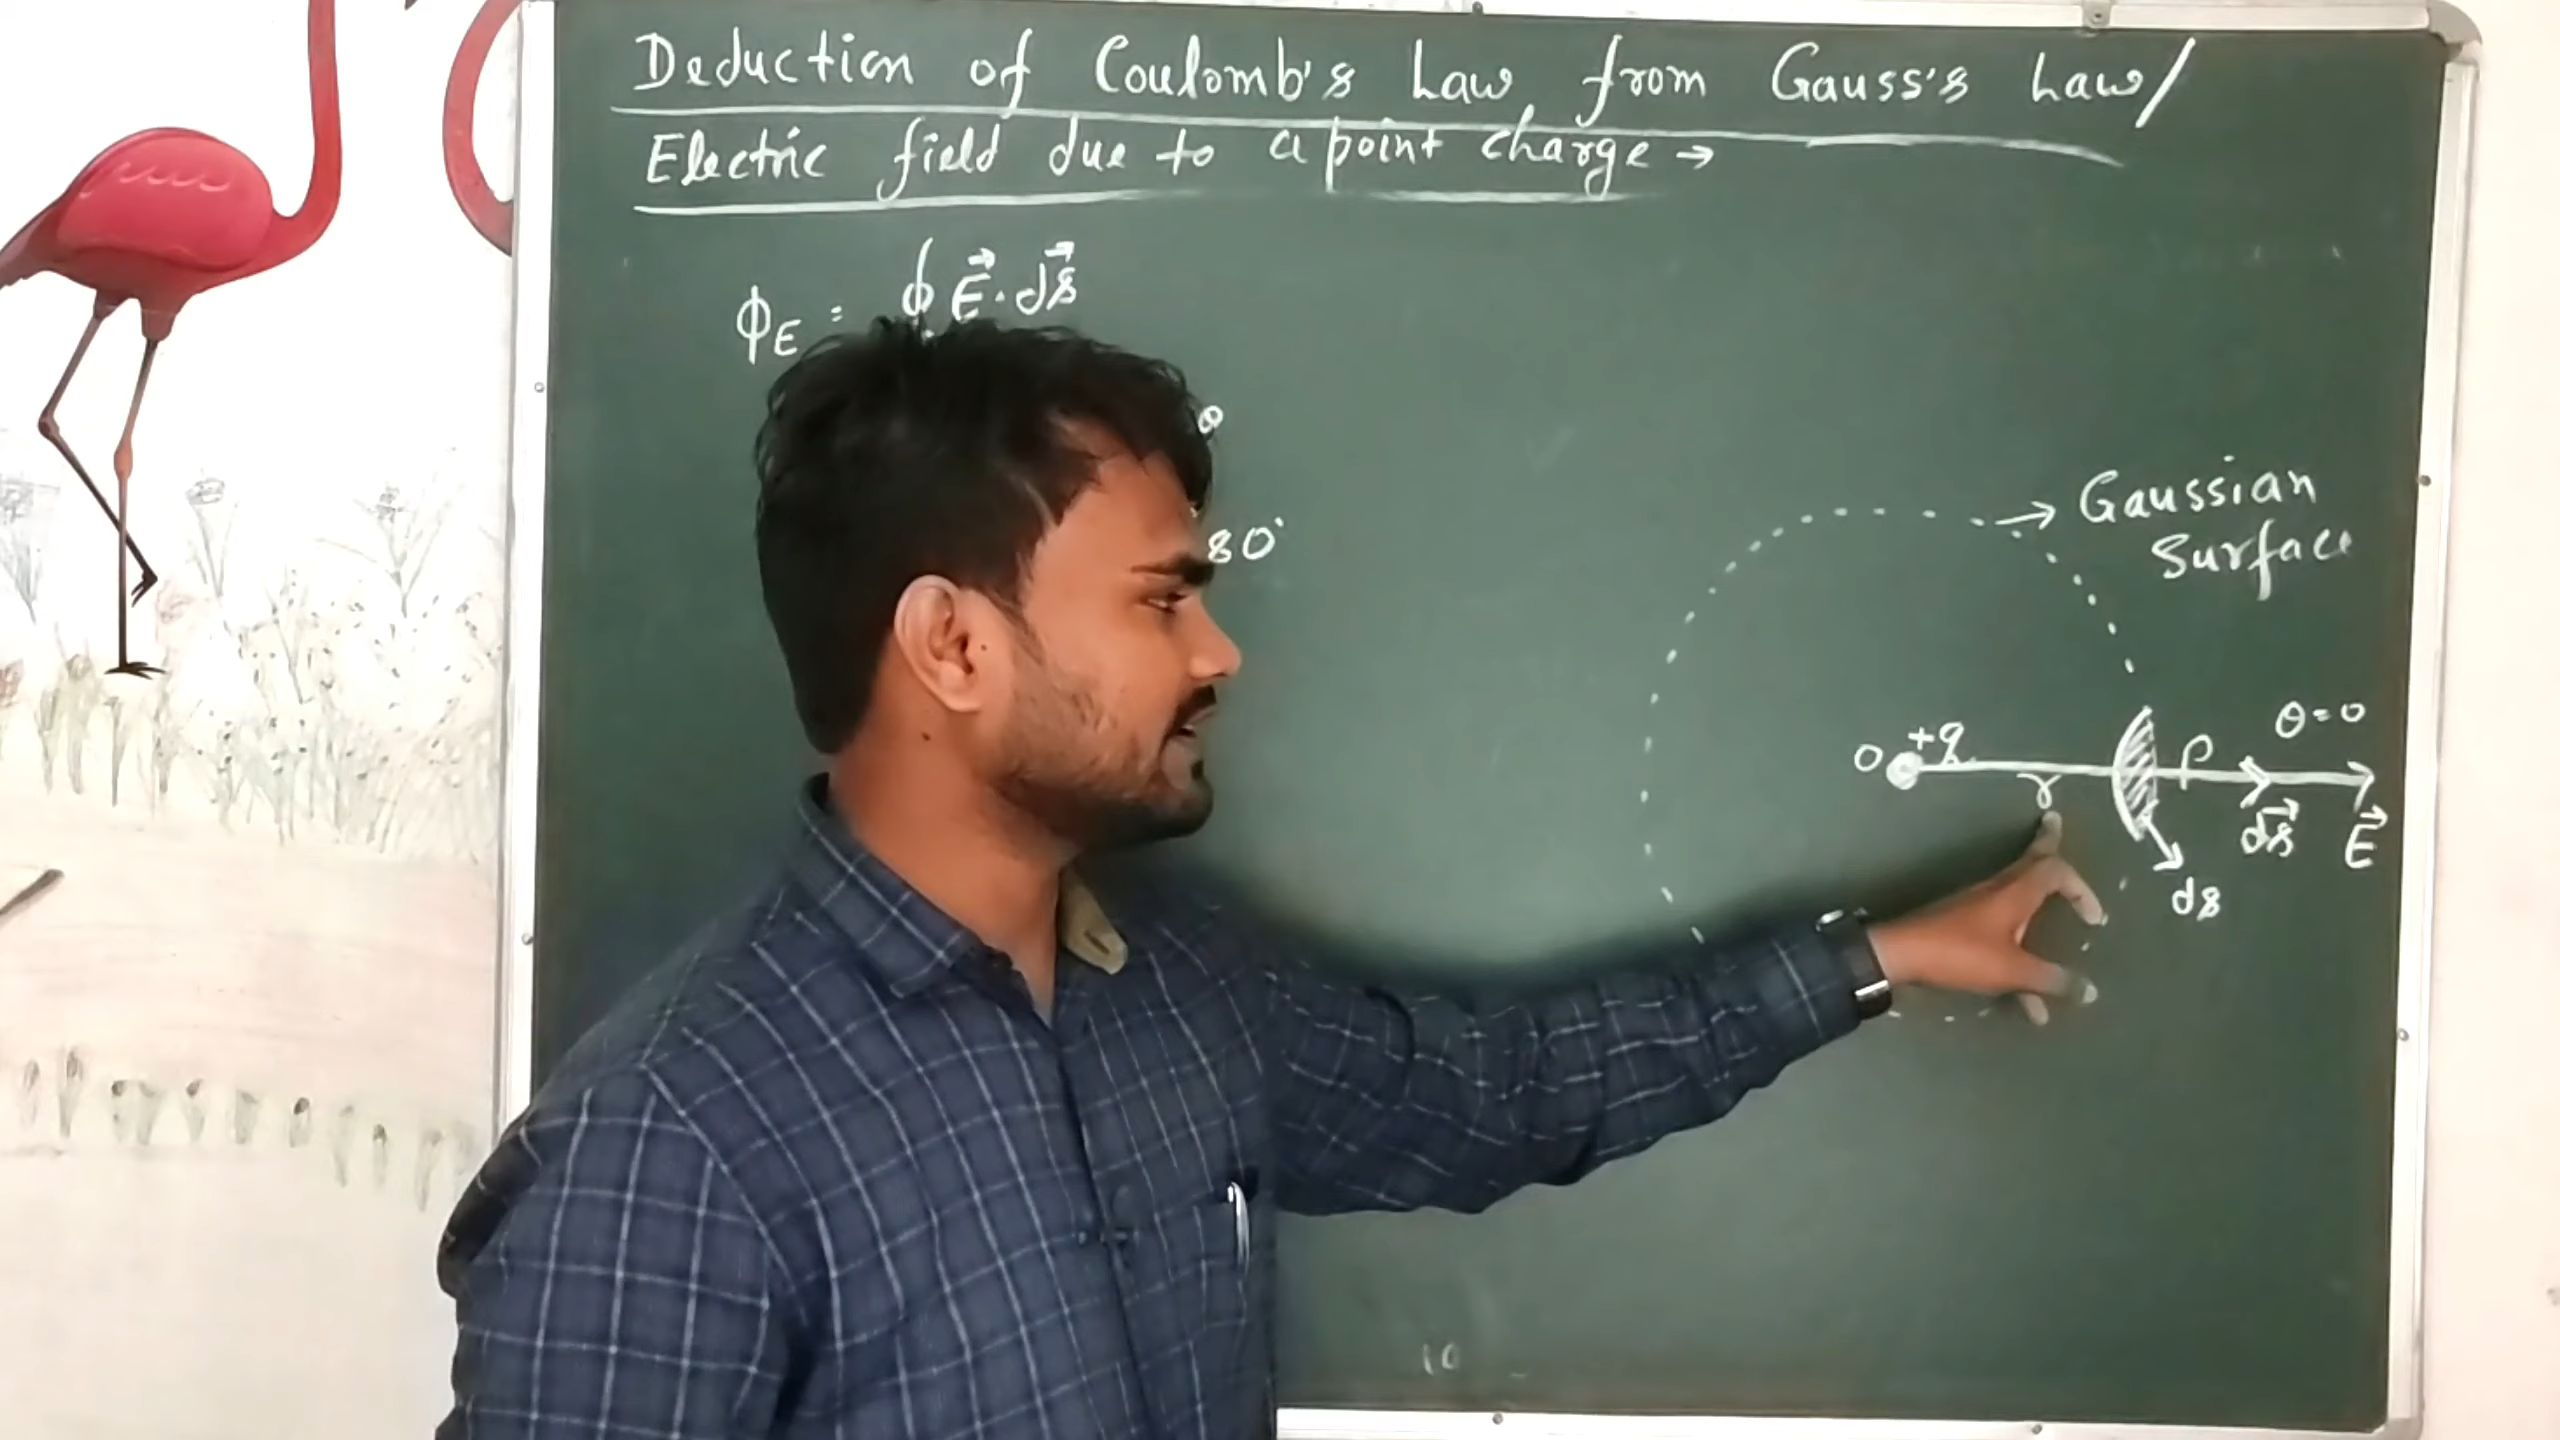 Deduction of Coulomb's Law from Gauss's Law/
Electric field due to a point charge →
ϕE = ∮ E⃗. ds⃗
θ
80°
→ Gaussian
Surface
θ=0
O +q P
r
ds⃗ E⃗
ds
10